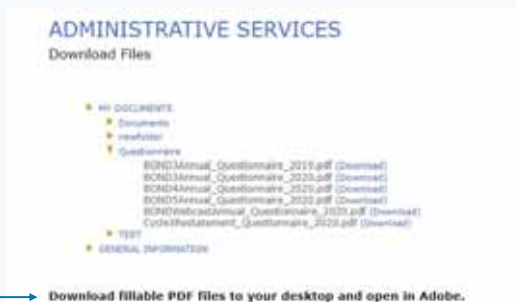 ADMINISTRATIVE SERVICES
Download Files
MY DOCUMENTS
Documents
newfolder
Questionnaire
BOND3Annual_Questionnaire_2019.pdf (Download)
BOND3Annual_Questionnaire_2020.pdf (Download)
BOND4Annual_Questionnaire_2020.pdf (Download)
BOND5Annual_Questionnaire_2020.pdf (Download)
BONDWebcastAnnual_Questionnaire_2020.pdf (Download)
Cycle3Restatement_Questionnaire_2020.pdf (Download)
TEST
GENERAL INFORMATION
Download fillable PDF files to your desktop and open in Adobe.